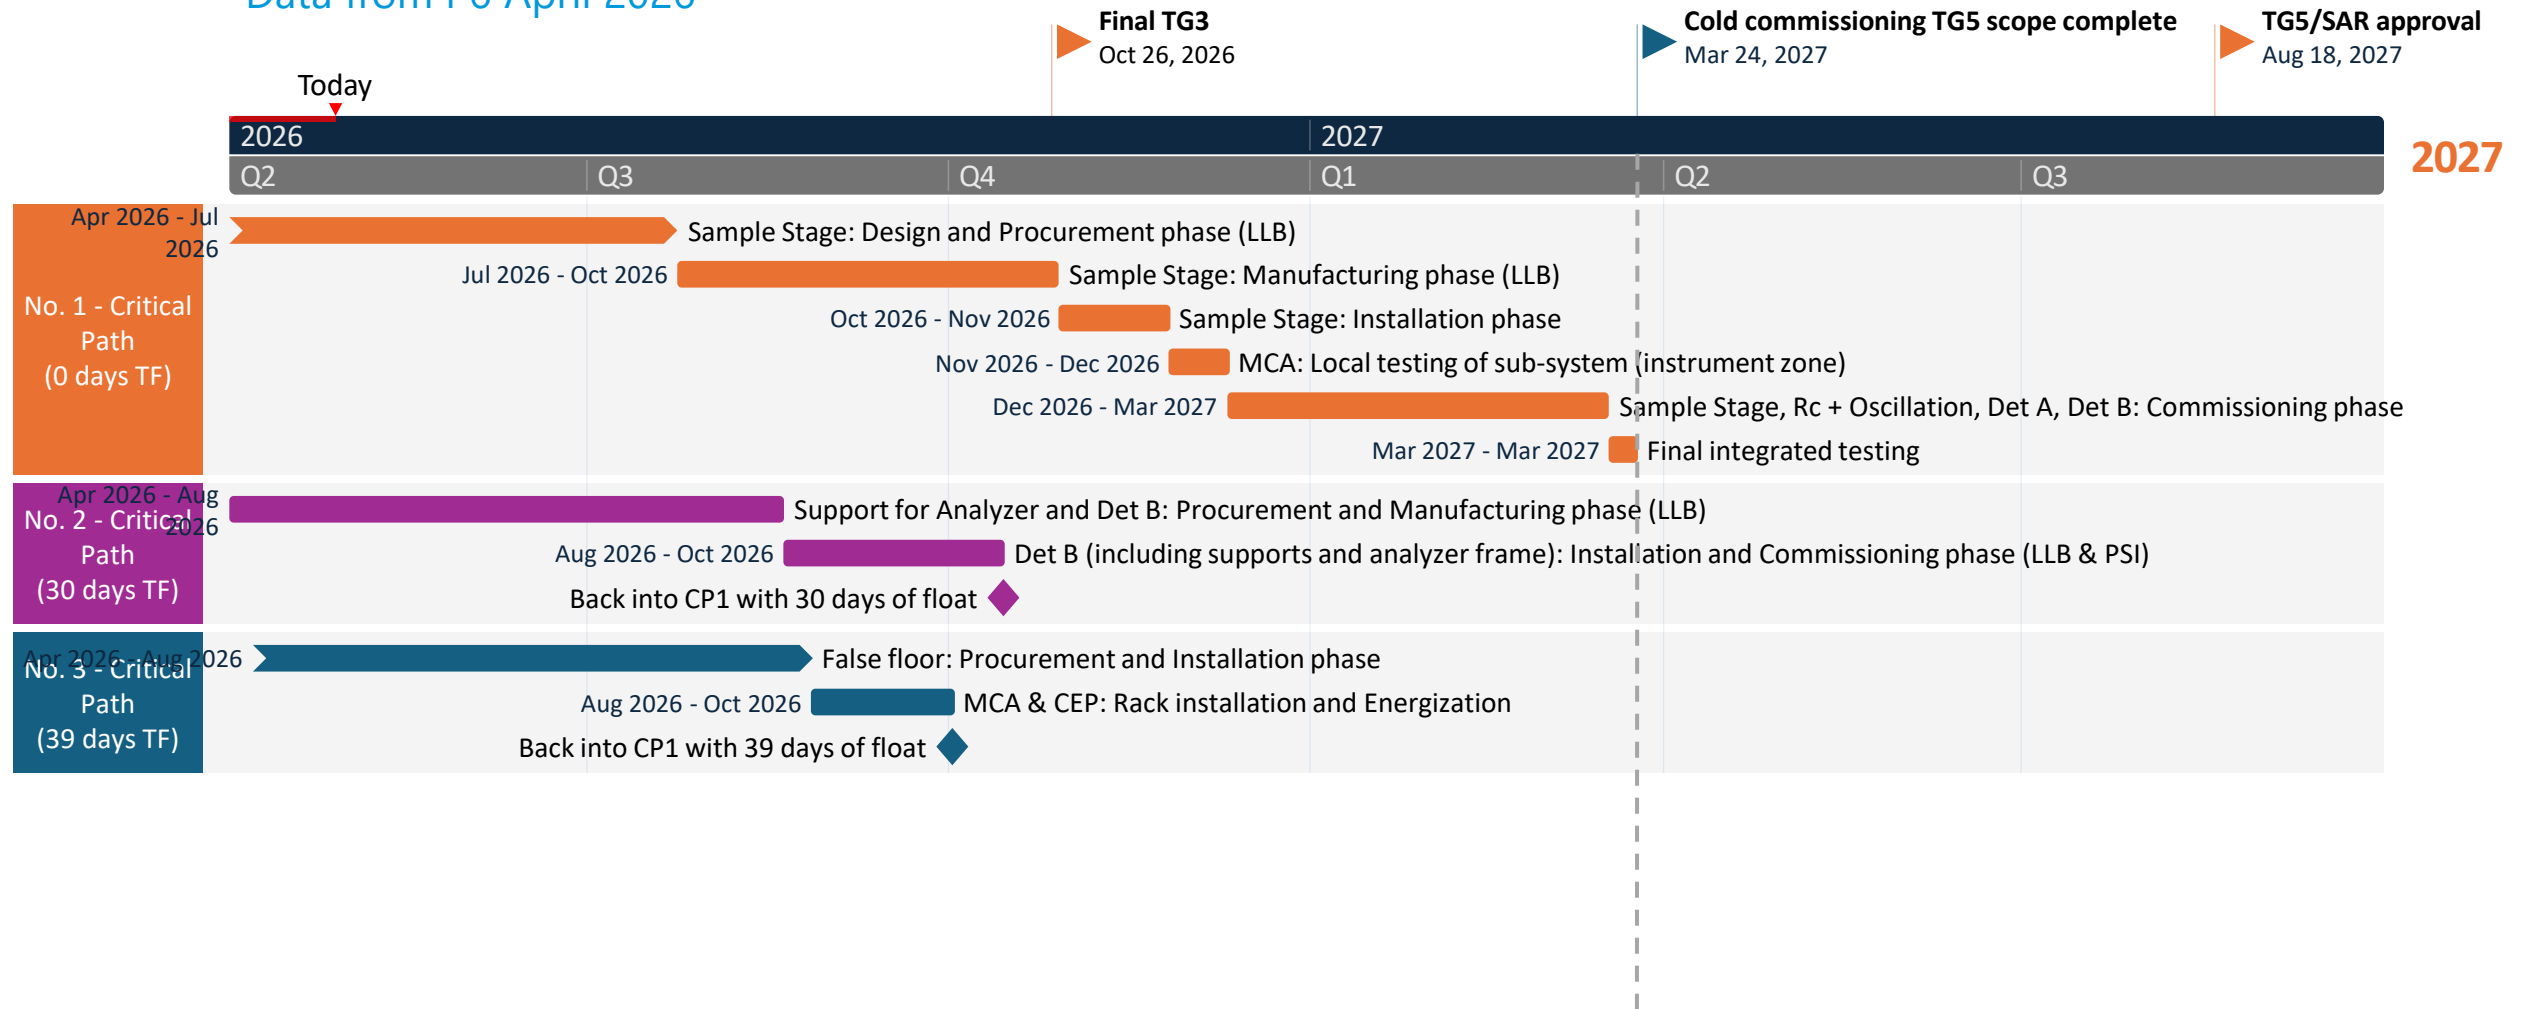 Data from P6 April 2026
Final TG3
Oct 26, 2026
Cold commissioning TG5 scope complete
Mar 24, 2027
TG5/SAR approval
Aug 18, 2027
Today
2026
2027
2027
Q2
Q3
Q4
Q1
Q2
Q3
No. 1 - Critical
Path
(0 days TF)
Apr 2026 - Jul
2026
Sample Stage: Design and Procurement phase (LLB)
Jul 2026 - Oct 2026
Sample Stage: Manufacturing phase (LLB)
Oct 2026 - Nov 2026
Sample Stage: Installation phase
Nov 2026 - Dec 2026
MCA: Local testing of sub-system (instrument zone)
Dec 2026 - Mar 2027
Sample Stage, Rc + Oscillation, Det A, Det B: Commissioning phase
Mar 2027 - Mar 2027
Final integrated testing
No. 2 - Critical
Path
(30 days TF)
Apr 2026 - Aug
2026
Support for Analyzer and Det B: Procurement and Manufacturing phase (LLB)
Aug 2026 - Oct 2026
Det B (including supports and analyzer frame): Installation and Commissioning phase (LLB & PSI)
Back into CP1 with 30 days of float
No. 3 - Critical
Path
(39 days TF)
Apr 2026 - Aug 2026
False floor: Procurement and Installation phase
Aug 2026 - Oct 2026
MCA & CEP: Rack installation and Energization
Back into CP1 with 39 days of float